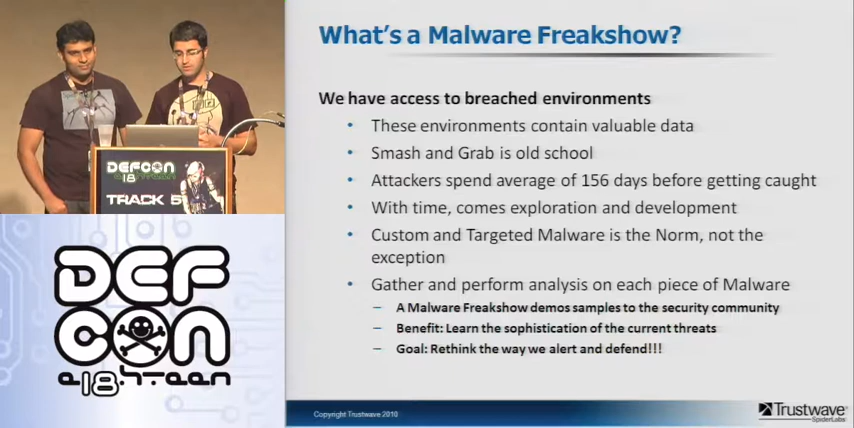 What's a Malware Freakshow?
We have access to breached environments
• These environments contain valuable data
• Smash and Grab is old school
• Attackers spend average of 156 days before getting caught
• With time, comes exploration and development
• Custom and Targeted Malware is the Norm, not the
exception
• Gather and perform analysis on each piece of Malware
– A Malware Freakshow demos samples to the security community
– Benefit: Learn the sophistication of the current threats
– Goal: Rethink the way we alert and defend!!!
Copyright Trustwave 2010
Trustwave
SpiderLabs
DEFCON
e18hteen
TRACK 5
DEF
CON
e18hteen